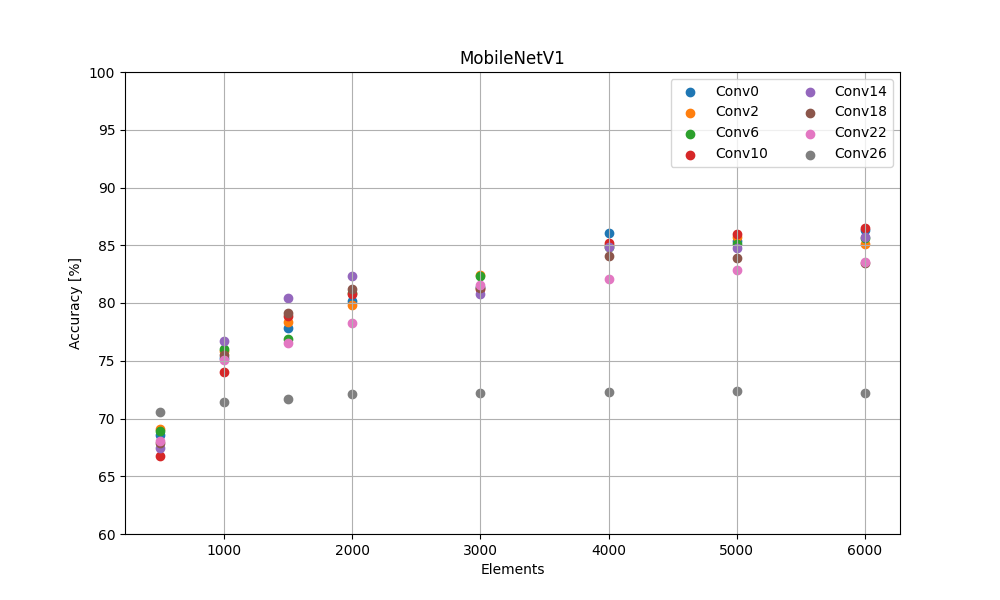 MobileNetV1
100
95
90
85
80
75
70
65
60
Accuracy [%]
Conv0
Conv2
Conv6
Conv10
Conv14
Conv18
Conv22
Conv26
1000 2000 3000 4000 5000 6000
Elements